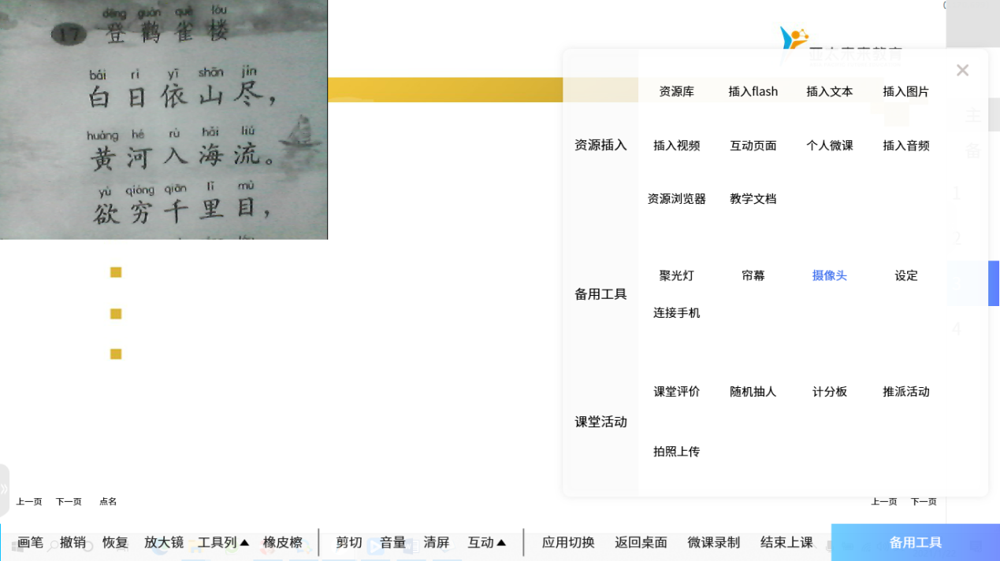 dēng guàn què lóu
17 登鹳雀楼
bái rì yī shān jìn
白日依山尽，
huáng hé rù hǎi liú
黄河入海流。
yù qióng qiān lǐ mù
欲穷千里目，
亚太未来教育
资源插入
资源库 插入flash 插入文本 插入图片
插入视频 互动页面 个人微课 插入音频
资源浏览器 教学文档
备用工具
聚光灯 帘幕 摄像头 设定
连接手机
课堂活动
课堂评价 随机抽人 计分板 推派活动
拍照上传
主
备
1
2
3
4
上一页 下一页 点名
上一页 下一页
画笔 撤销 恢复 放大镜 工具列 橡皮檫 剪切 音量 清屏 互动 应用切换 返回桌面 微课录制 结束上课 备用工具